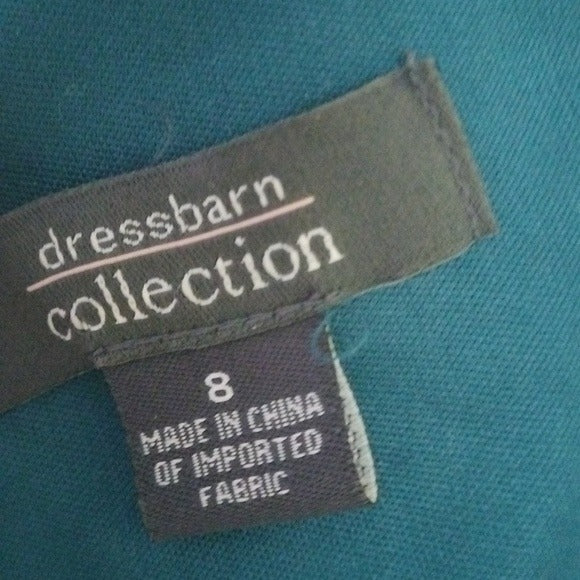 dressbarn
collection
8
MADE IN CHINA
OF IMPORTED
FABRIC